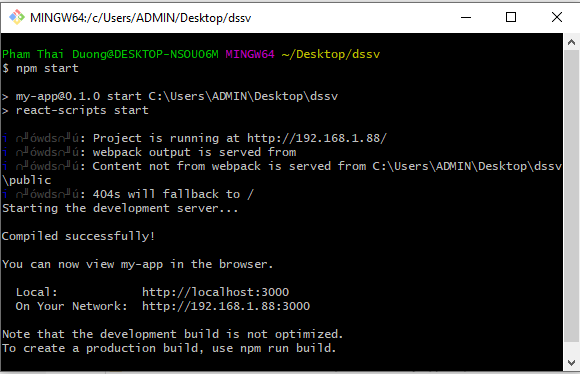 MINGW64:/c/Users/ADMIN/Desktop/dssv
Pham Thai Duong@DESKTOP-NSOUO6M MINGW64 ~/Desktop/dssv
$ npm start
> my-app@0.1.0 start C:\Users\ADMIN\Desktop\dssv
> react-scripts start
: Project is running at http://192.168.1.88/
: webpack output is served from
: Content not from webpack is served from C:\Users\ADMIN\Desktop\dssv
\public
: 404s will fallback to /
Starting the development server...
Compiled successfully!
You can now view my-app in the browser.
Local: http://localhost:3000
On Your Network: http://192.168.1.88:3000
Note that the development build is not optimized.
To create a production build, use npm run build.